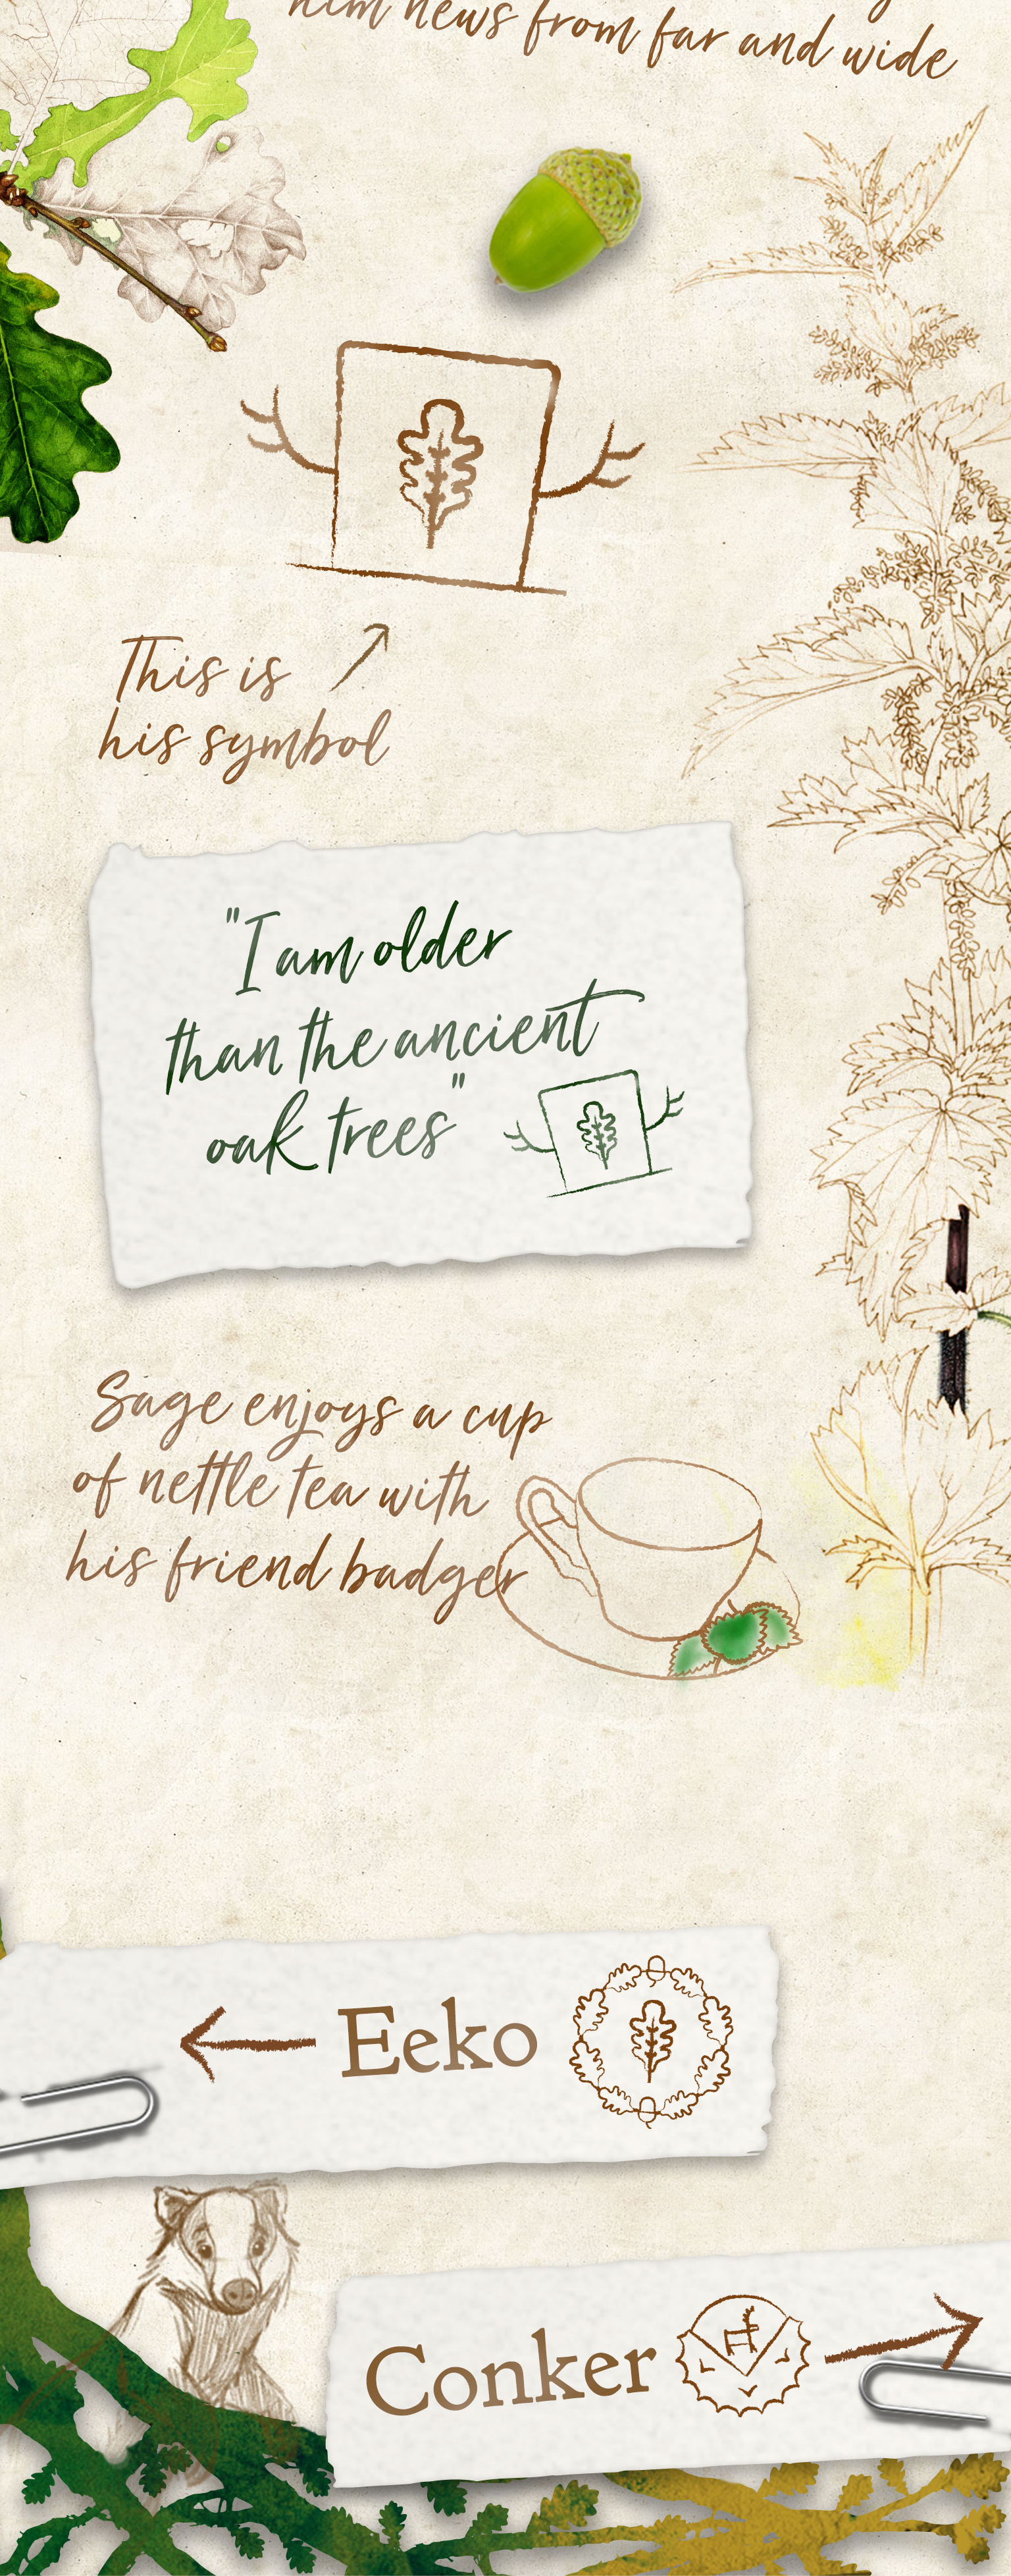 him news from far and wide
This is
his symbol
"I am older
than the ancient
oak trees"
Sage enjoys a cup
of nettle tea with
his friend badger
Eeko
Conker